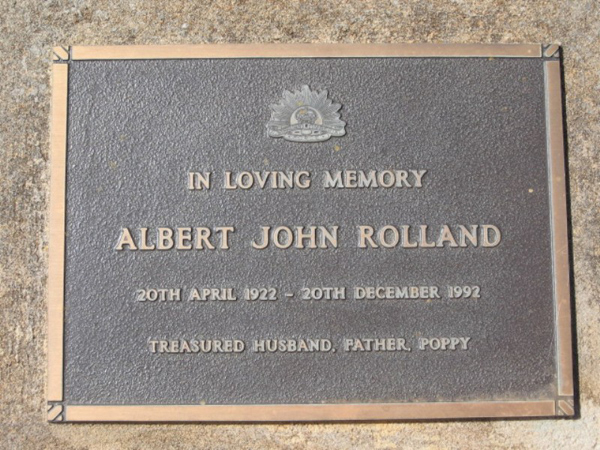 IN LOVING MEMORY
ALBERT JOHN ROLLAND
20TH APRIL 1922 - 20TH DECEMBER 1992
TREASURED HUSBAND, FATHER, POPPY